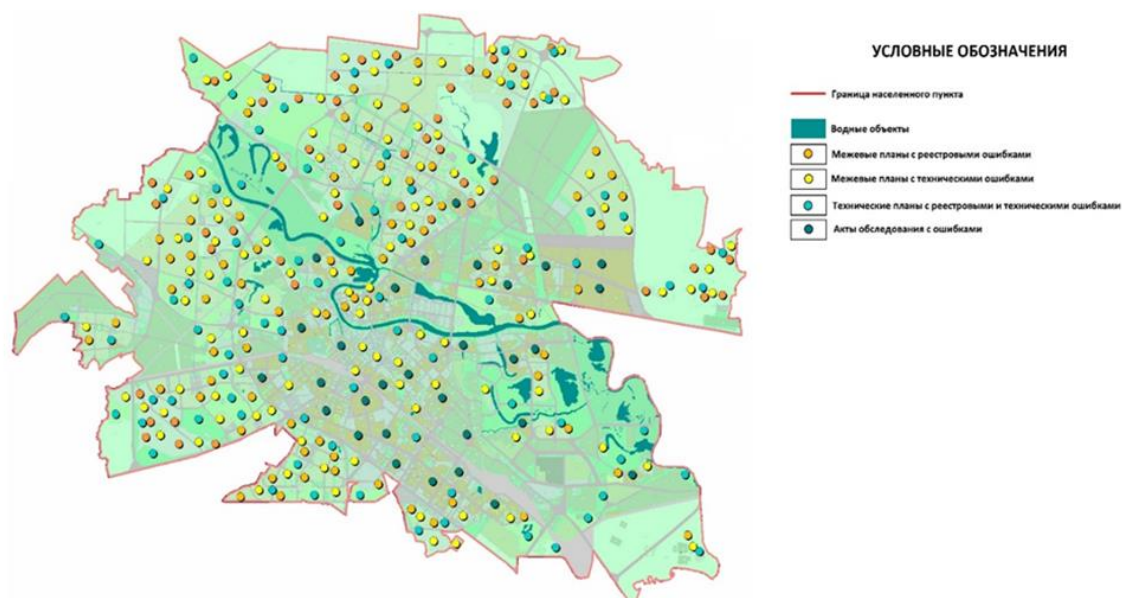 УСЛОВНЫЕ ОБОЗНАЧЕНИЯ
Граница населенного пункта
Водные объекты
Межевые планы с реестровыми ошибками
Межевые планы с техническими ошибками
Технические планы с реестровыми и техническими ошибками
Акты обследования с ошибками